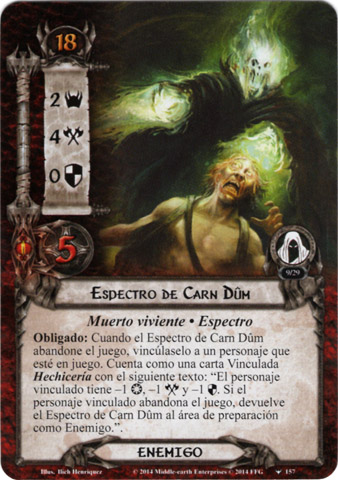 18
2
4
0
5
9/29
Espectro de Carn Dûm
Muerto viviente • Espectro
Obligado: Cuando el Espectro de Carn Dûm
abandone el juego, vincúlaselo a un personaje que
esté en juego. Cuenta como una carta Vinculada
Hechicería con el siguiente texto: “El personaje
vinculado tiene –1 , –1 y –1 . Si el
personaje vinculado abandona el juego, devuelve
el Espectro de Carn Dûm al área de preparación
como Enemigo.”.
ENEMIGO
Illus. Ilich Henriquez © 2014 Middle-earth Enterprises © 2014 FFG 157